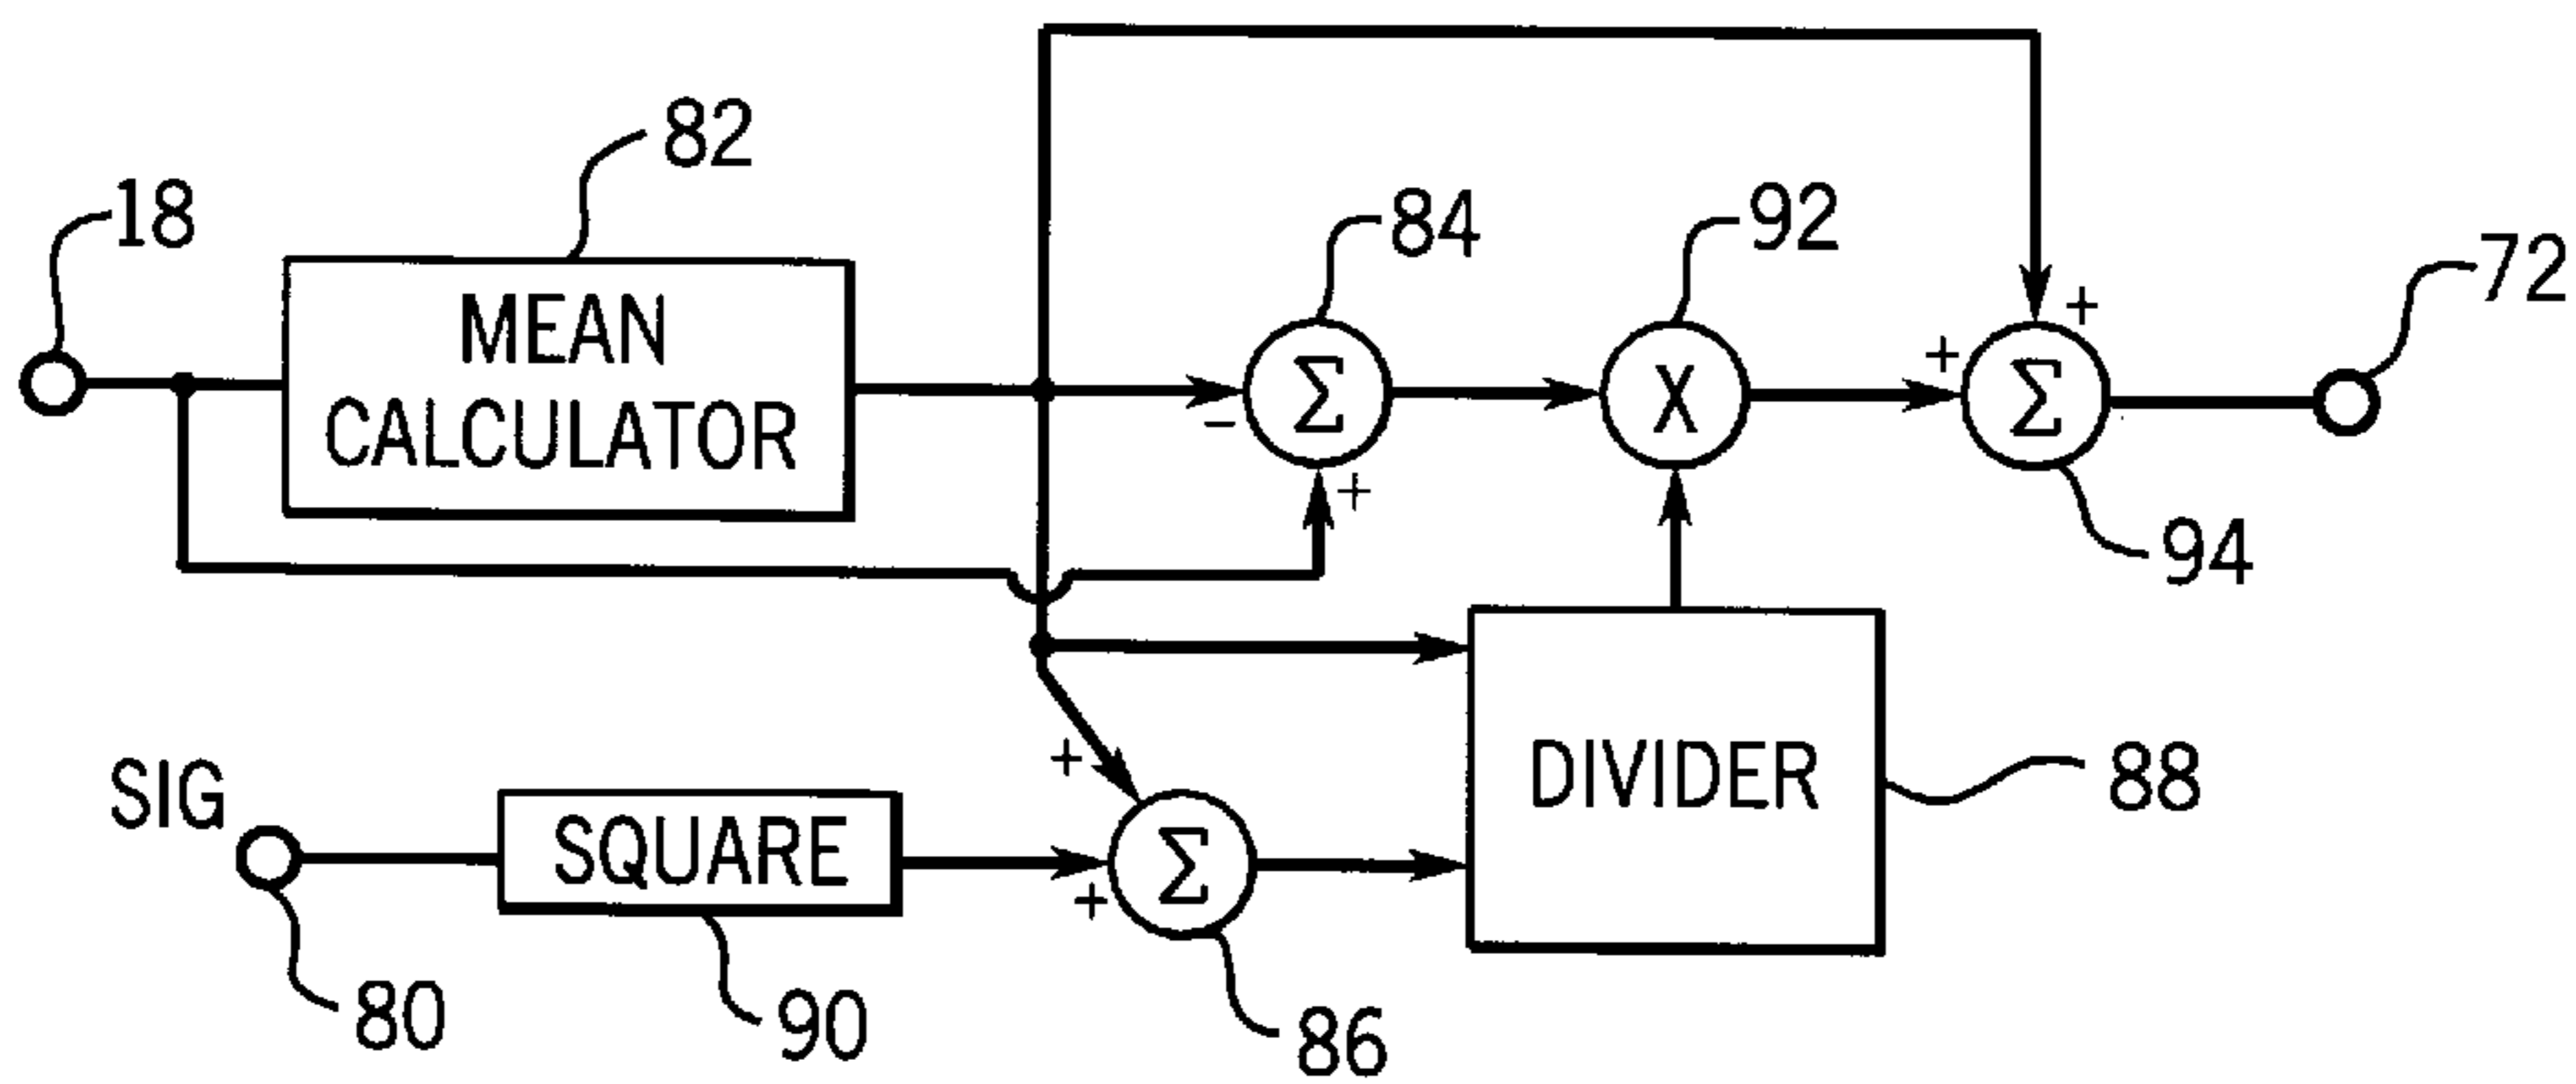 82
18
84
92
72
MEAN
CALCULATOR
+
+
Σ
X
Σ
−
+
94
SIG
+
DIVIDER
88
SQUARE
Σ
+
80
90
86